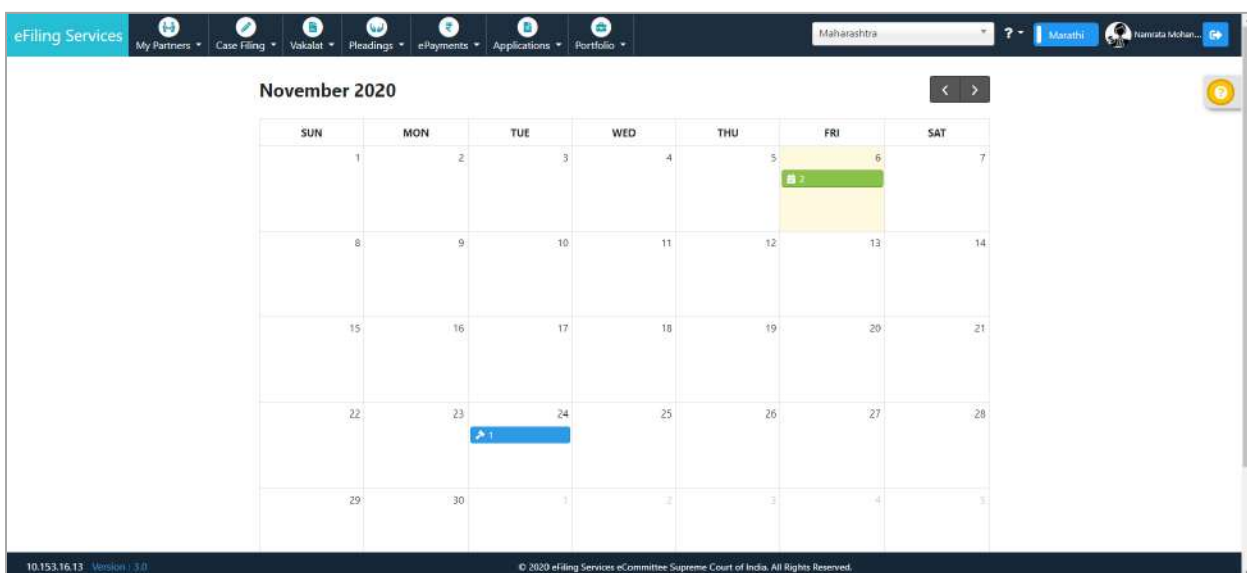 eFiling Services
My Partners Case Filing Vakalat Pleadings ePayments Applications Portfolio
Maharashtra ? Marathi Namrata Mohan...
November 2020
SUN MON TUE WED THU FRI SAT
1 2 3 4 5 6 7
2
8 9 10 11 12 13 14
15 16 17 18 19 20 21
22 23 24 25 26 27 28
1
29 30 1 2 3 4 5
10.153.16.13 Version : 3.0 © 2020 eFiling Services eCommittee Supreme Court of India. All Rights Reserved.